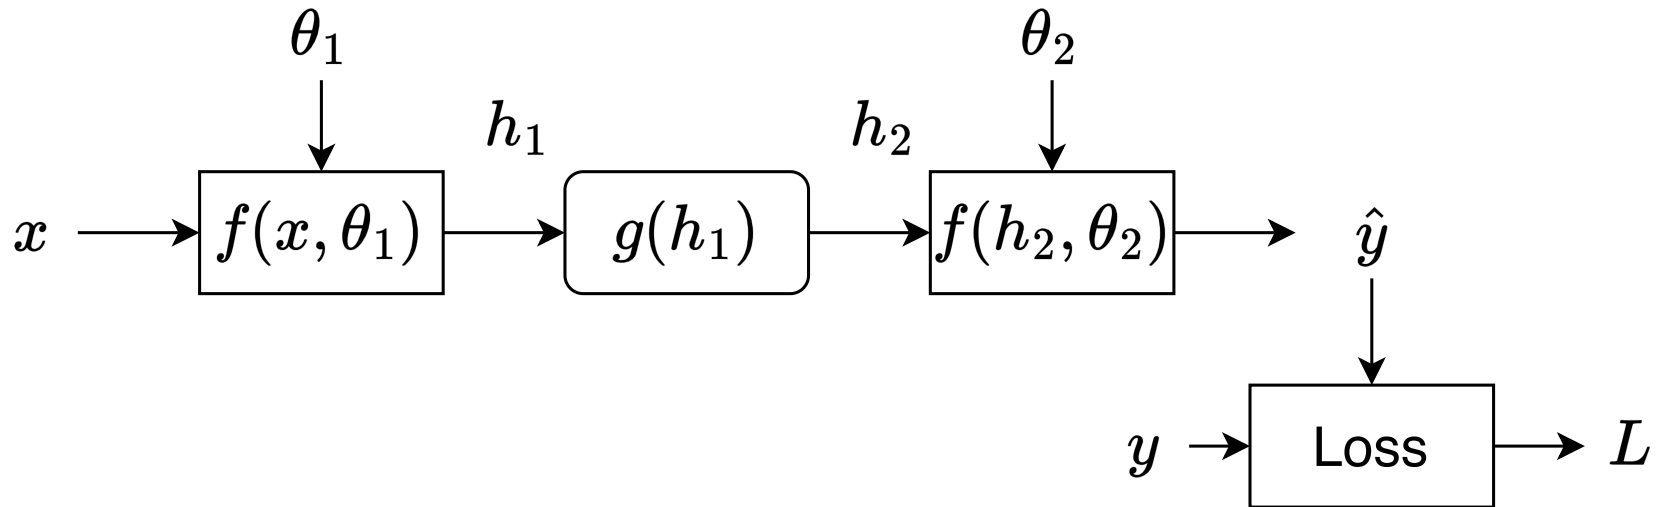 θ₁ θ₂
h₁ h₂
x f(x, θ₁) g(h₁) f(h₂, θ₂) ŷ
y Loss L